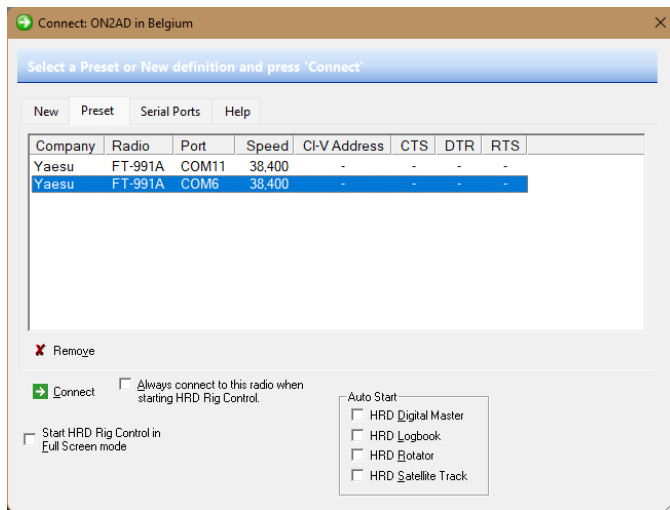 Connect: ON2AD in Belgium
Select a Preset or New definition and press 'Connect'
New Preset Serial Ports Help
Company Radio Port Speed CI-V Address CTS DTR RTS
Yaesu FT-991A COM11 38,400 - - - -
Yaesu FT-991A COM6 38,400 - - - -
Remove
Connect
Always connect to this radio when
starting HRD Rig Control.
Start HRD Rig Control in
Full Screen mode
Auto Start
HRD Digital Master
HRD Logbook
HRD Rotator
HRD Satellite Track